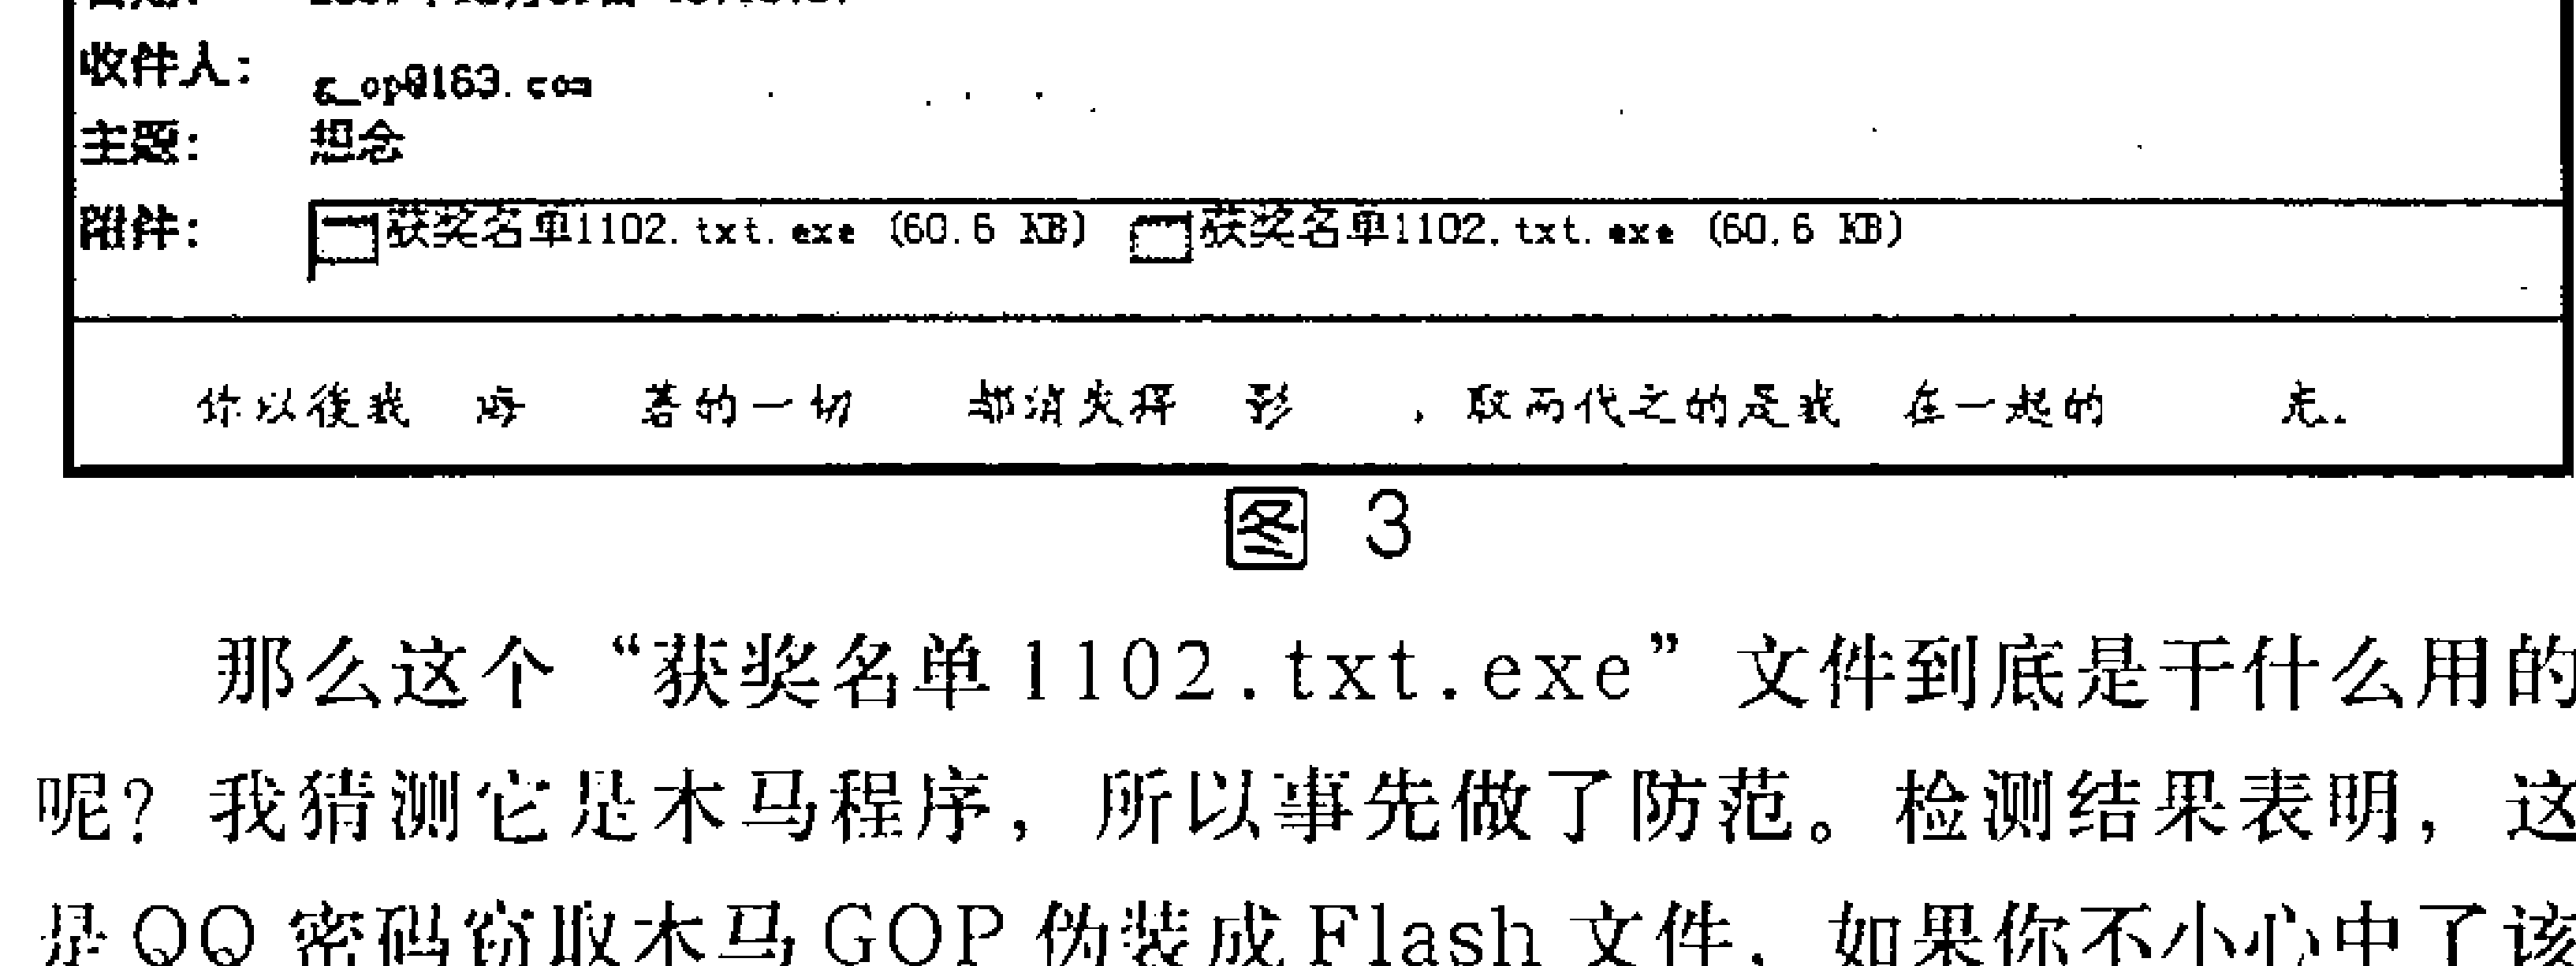 收件人：
g_op@163.com
主题： 想念
附件： 获奖名单1102.txt.exe (60.6 KB) 获奖名单1102.txt.exe (60.6 KB)
你以後我 海 著的一切 都消失得 影 ，取而代之的是我 在一起的
图 3
那么这个“获奖名单1102.txt.exe”文件到底是干什么用的
呢？我猜测它是木马程序，所以事先做了防范。检测结果表明，这
是QQ密码窃取木马GOP伪装成Flash文件，如果你不小心中了该